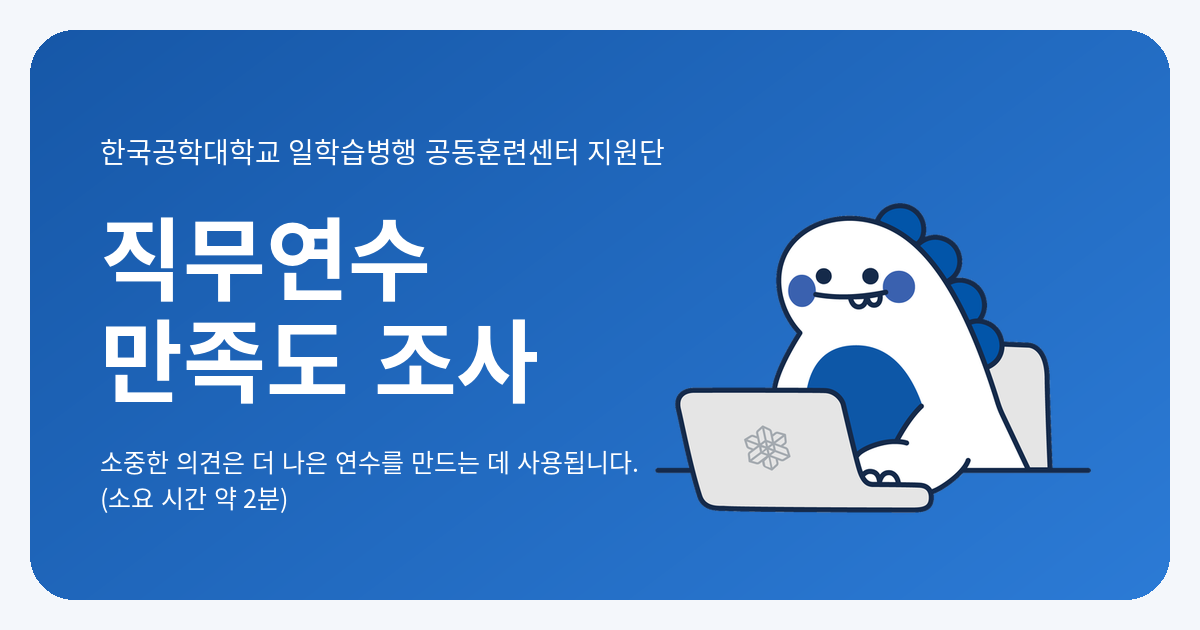 한국공학대학교 일학습병행 공동훈련센터 지원단
직무연수
만족도 조사
소중한 의견은 더 나은 연수를 만드는 데 사용됩니다.
(소요 시간 약 2분)